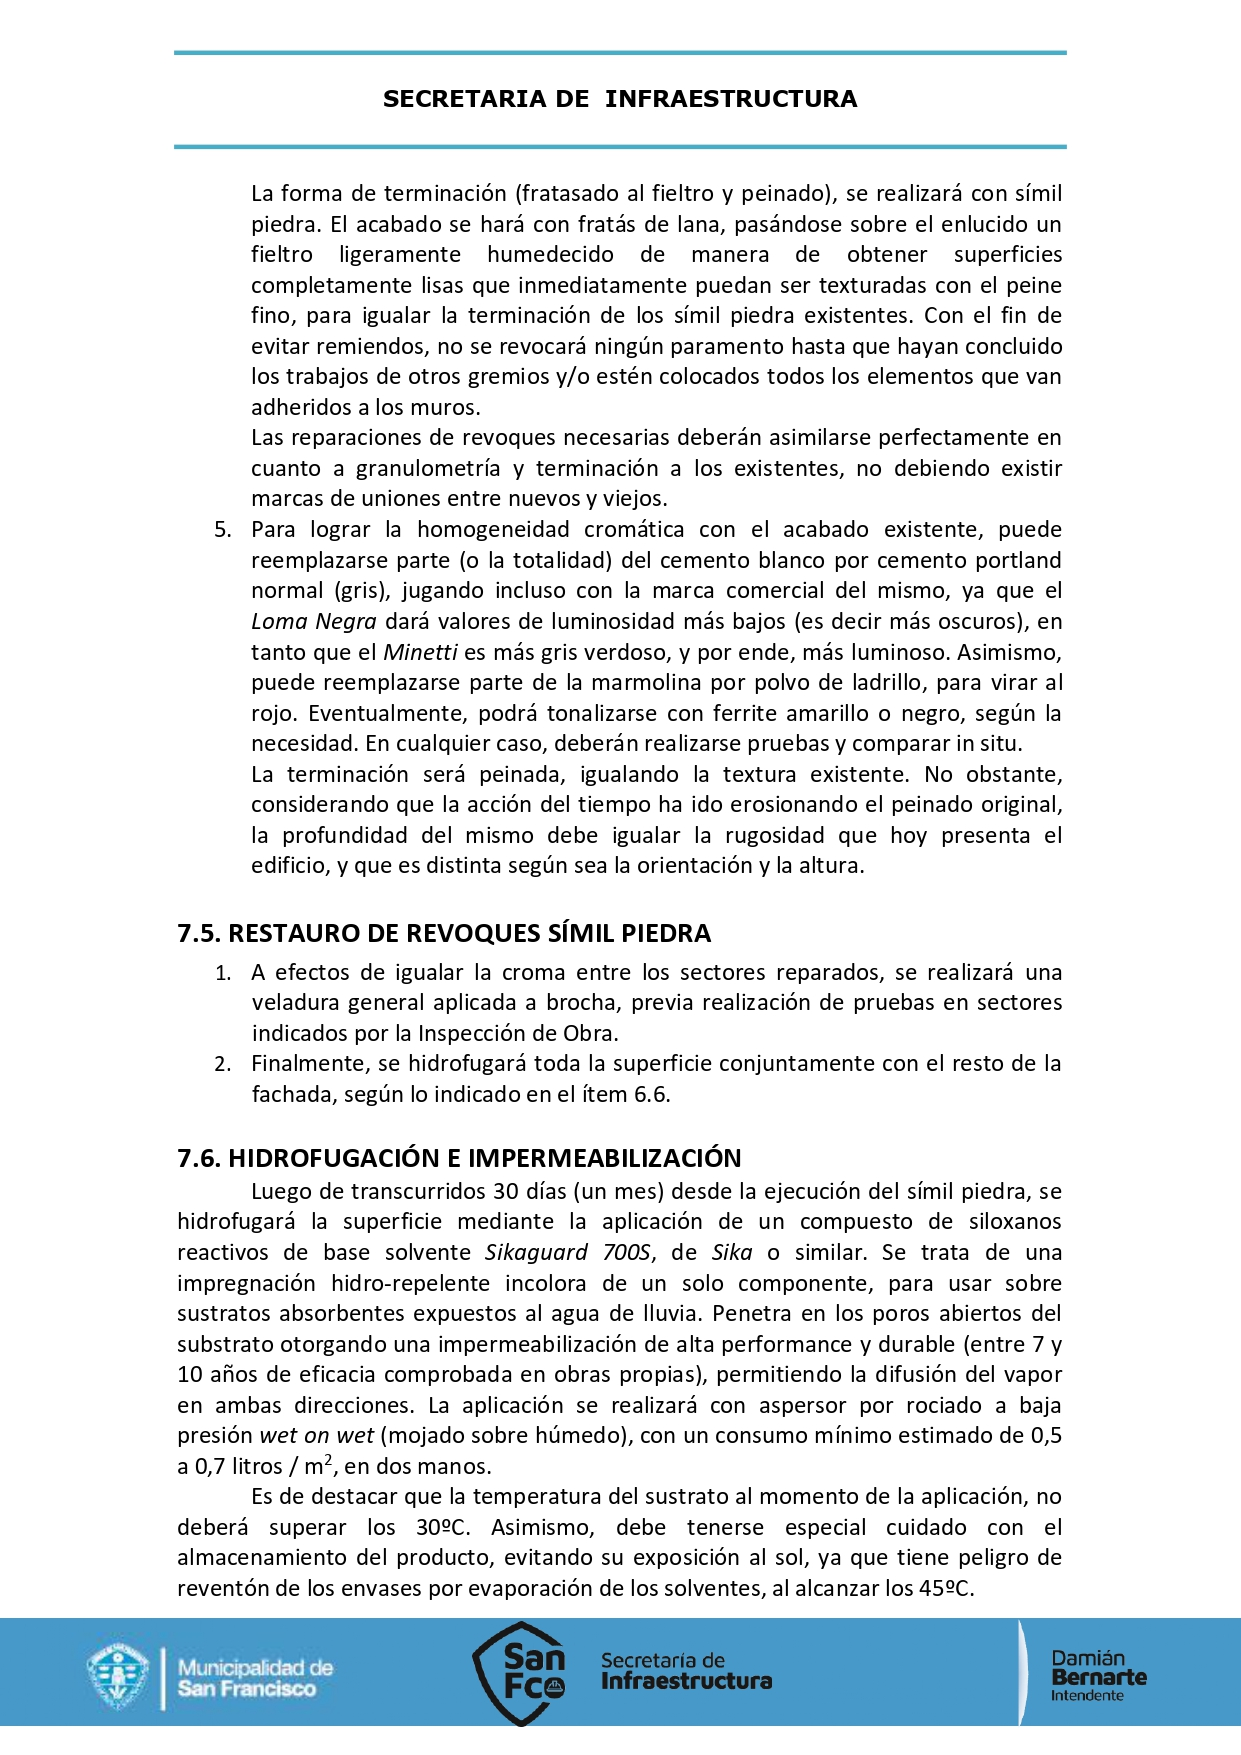 SECRETARIA DE  INFRAESTRUCTURA
La forma de terminación (fratasado al fieltro y peinado), se realizará con símil
piedra. El acabado se hará con fratás de lana, pasándose sobre el enlucido un
fieltro ligeramente humedecido de manera de obtener superficies
completamente lisas que inmediatamente puedan ser texturadas con el peine
fino, para igualar la terminación de los símil piedra existentes. Con el fin de
evitar remiendos, no se revocará ningún paramento hasta que hayan concluido
los trabajos de otros gremios y/o estén colocados todos los elementos que van
adheridos a los muros.
Las reparaciones de revoques necesarias deberán asimilarse perfectamente en
cuanto a granulometría y terminación a los existentes, no debiendo existir
marcas de uniones entre nuevos y viejos.
5. Para lograr la homogeneidad cromática con el acabado existente, puede
reemplazarse parte (o la totalidad) del cemento blanco por cemento portland
normal (gris), jugando incluso con la marca comercial del mismo, ya que el
Loma Negra dará valores de luminosidad más bajos (es decir más oscuros), en
tanto que el Minetti es más gris verdoso, y por ende, más luminoso. Asimismo,
puede reemplazarse parte de la marmolina por polvo de ladrillo, para virar al
rojo. Eventualmente, podrá tonalizarse con ferrite amarillo o negro, según la
necesidad. En cualquier caso, deberán realizarse pruebas y comparar in situ.
La terminación será peinada, igualando la textura existente. No obstante,
considerando que la acción del tiempo ha ido erosionando el peinado original,
la profundidad del mismo debe igualar la rugosidad que hoy presenta el
edificio, y que es distinta según sea la orientación y la altura.
7.5. RESTAURO DE REVOQUES SÍMIL PIEDRA
1. A efectos de igualar la croma entre los sectores reparados, se realizará una
veladura general aplicada a brocha, previa realización de pruebas en sectores
indicados por la Inspección de Obra.
2. Finalmente, se hidrofugará toda la superficie conjuntamente con el resto de la
fachada, según lo indicado en el ítem 6.6.
7.6. HIDROFUGACIÓN E IMPERMEABILIZACIÓN
Luego de transcurridos 30 días (un mes) desde la ejecución del símil piedra, se
hidrofugará la superficie mediante la aplicación de un compuesto de siloxanos
reactivos de base solvente Sikaguard 700S, de Sika o similar. Se trata de una
impregnación hidro-repelente incolora de un solo componente, para usar sobre
sustratos absorbentes expuestos al agua de lluvia. Penetra en los poros abiertos del
substrato otorgando una impermeabilización de alta performance y durable (entre 7 y
10 años de eficacia comprobada en obras propias), permitiendo la difusión del vapor
en ambas direcciones. La aplicación se realizará con aspersor por rociado a baja
presión wet on wet (mojado sobre húmedo), con un consumo mínimo estimado de 0,5
a 0,7 litros / m², en dos manos.
Es de destacar que la temperatura del sustrato al momento de la aplicación, no
deberá superar los 30ºC. Asimismo, debe tenerse especial cuidado con el
almacenamiento del producto, evitando su exposición al sol, ya que tiene peligro de
reventón de los envases por evaporación de los solventes, al alcanzar los 45ºC.
Municipalidad de
San Francisco
San
Fco
Secretaría de
Infraestructura
Damián
Bernarte
Intendente